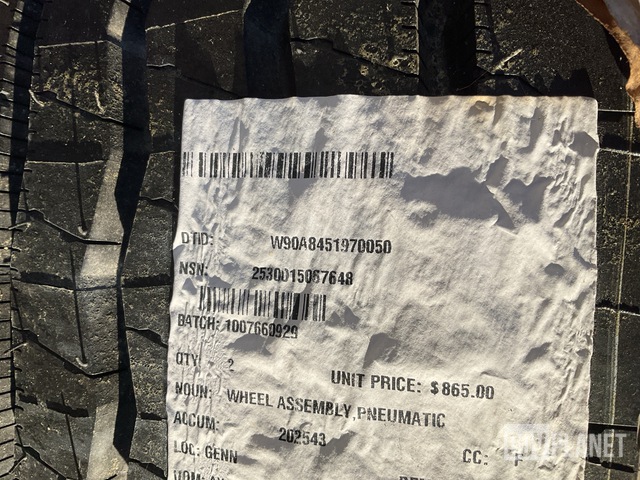 DTID: W90A8451970050
NSN: 2530015087648
BATCH: 1007660929
QTY: 2
UNIT PRICE: $865.00
NOUN: WHEEL ASSEMBLY,PNEUMATIC
ACCUM: 202543
LOC: GENN
CC: